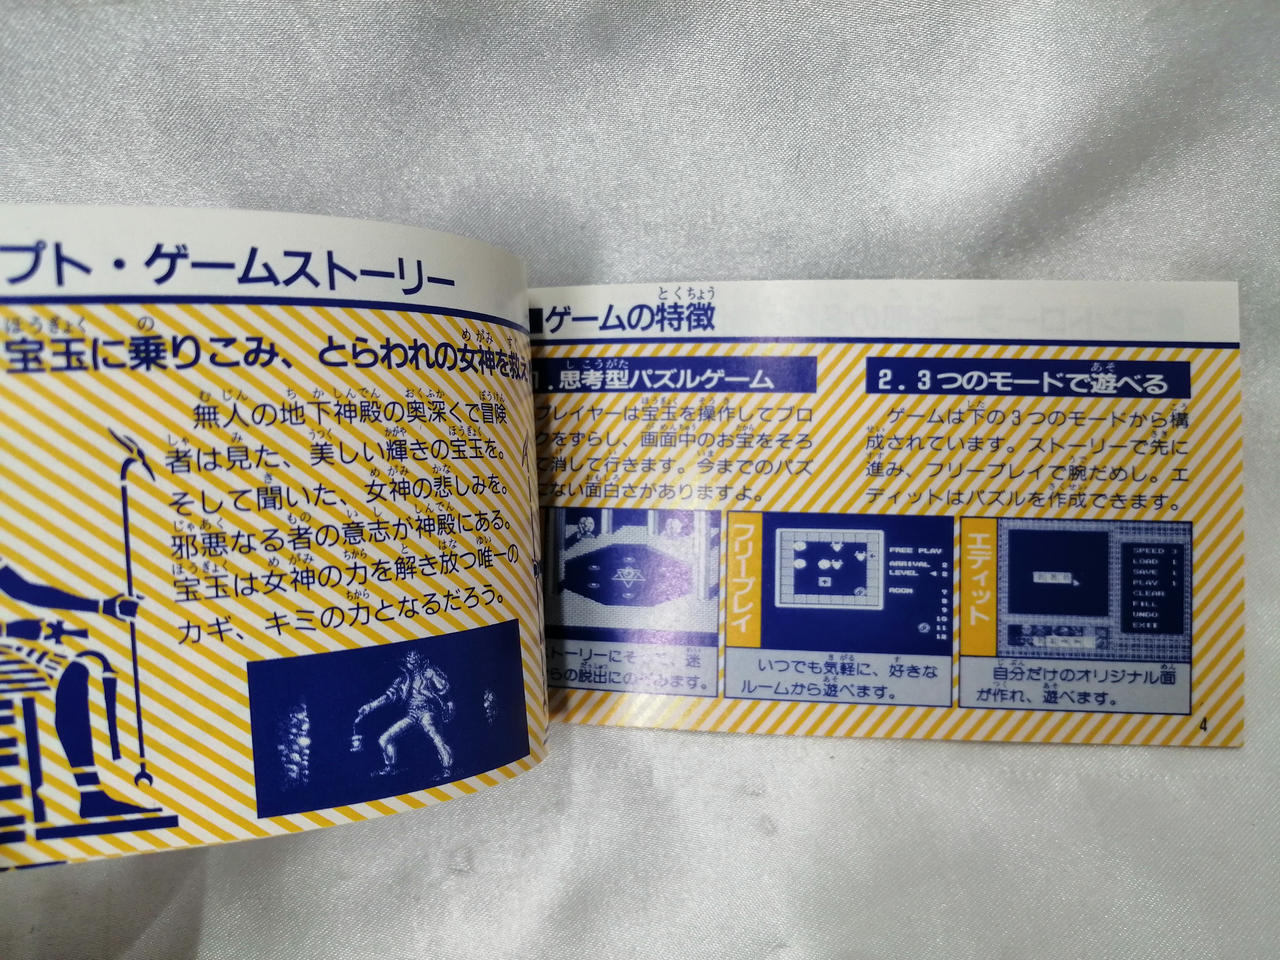 プト・ゲームストーリー
宝玉に乗りこみ、とらわれの女神を救え
無人の地下神殿の奥深くで冒険
者は見た、美しい輝きの宝玉を。
そして聞いた、女神の悲しみを。
邪悪なる者の意志が神殿にある。
宝玉は女神の力を解き放つ唯一の
カギ、キミの力となるだろう。
■ゲームの特徴
1.思考型パズルゲーム
プレイヤーは宝玉を操作してブロ
クをずらし、画面中のお宝をそろ
て消して行きます。今までのパズ
にない面白さがありますよ。
トーリーにそって、迷
らの脱出にのぞみます。
2.3つのモードで遊べる
ゲームは下の3つのモードから構
成されています。ストーリーで先に
進み、フリープレイで腕だめし。エ
ディットはパズルを作成できます。
フリープレイ
FREE PLAY
ARRIVAL 2
LEVEL 2
ROOM 7
8
9
10
11
12
いつでも気軽に、好きな
ルームから遊べます。
エディット
SPEED 3
LOAD 1
SAVE 1
PLAY 1
CLEAR
FILL
UNDO
EXIT
自分だけのオリジナル面
が作れ、遊べます。
4